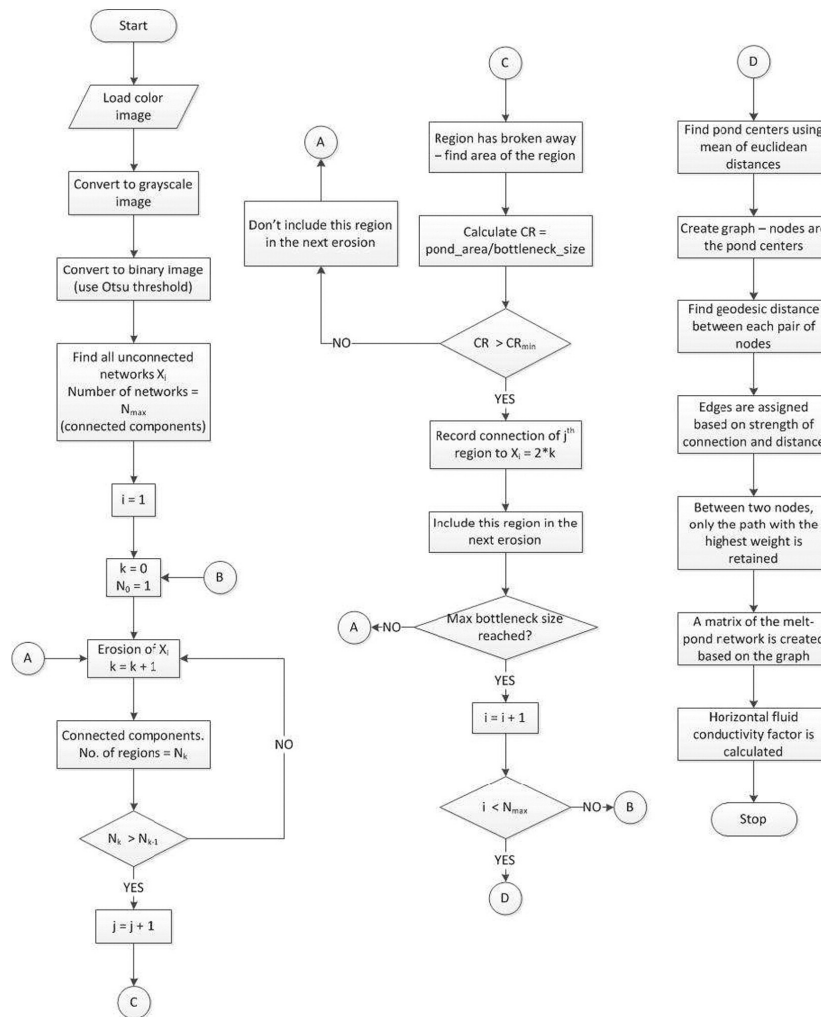 Start
Load color
image
Convert to grayscale
image
Convert to binary image
(use Otsu threshold)
Find all unconnected
networks Xi
Number of networks =
Nmax
(connected components)
i = 1
k = 0
N0 = 1
B
A
Erosion of Xi
k = k + 1
Connected components.
No. of regions = Nk
NO
Nk > Nk-1
YES
j = j + 1
C
C
Region has broken away
– find area of the region
A
Don't include this region
in the next erosion
Calculate CR =
pond_area/bottleneck_size
NO
CR > CRmin
YES
Record connection of jth
region to Xi = 2*k
Include this region in the
next erosion
A
NO
Max bottleneck size
reached?
YES
i = i + 1
i < Nmax
NO
B
YES
D
D
Find pond centers using
mean of euclidean
distances
Create graph – nodes are
the pond centers
Find geodesic distance
between each pair of
nodes
Edges are assigned
based on strength of
connection and distance
Between two nodes,
only the path with the
highest weight is
retained
A matrix of the melt-
pond network is created
based on the graph
Horizontal fluid
conductivity factor is
calculated
Stop